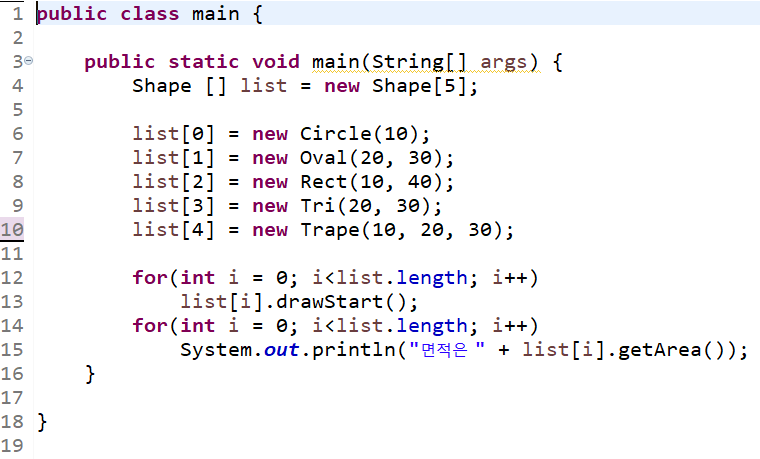 1 public class main {
2
3 public static void main(String[] args) {
4 Shape [] list = new Shape[5];
5
6 list[0] = new Circle(10);
7 list[1] = new Oval(20, 30);
8 list[2] = new Rect(10, 40);
9 list[3] = new Tri(20, 30);
10 list[4] = new Trape(10, 20, 30);
11
12 for(int i = 0; i<list.length; i++)
13 list[i].drawStart();
14 for(int i = 0; i<list.length; i++)
15 System.out.println("면적은 " + list[i].getArea());
16 }
17
18 }
19